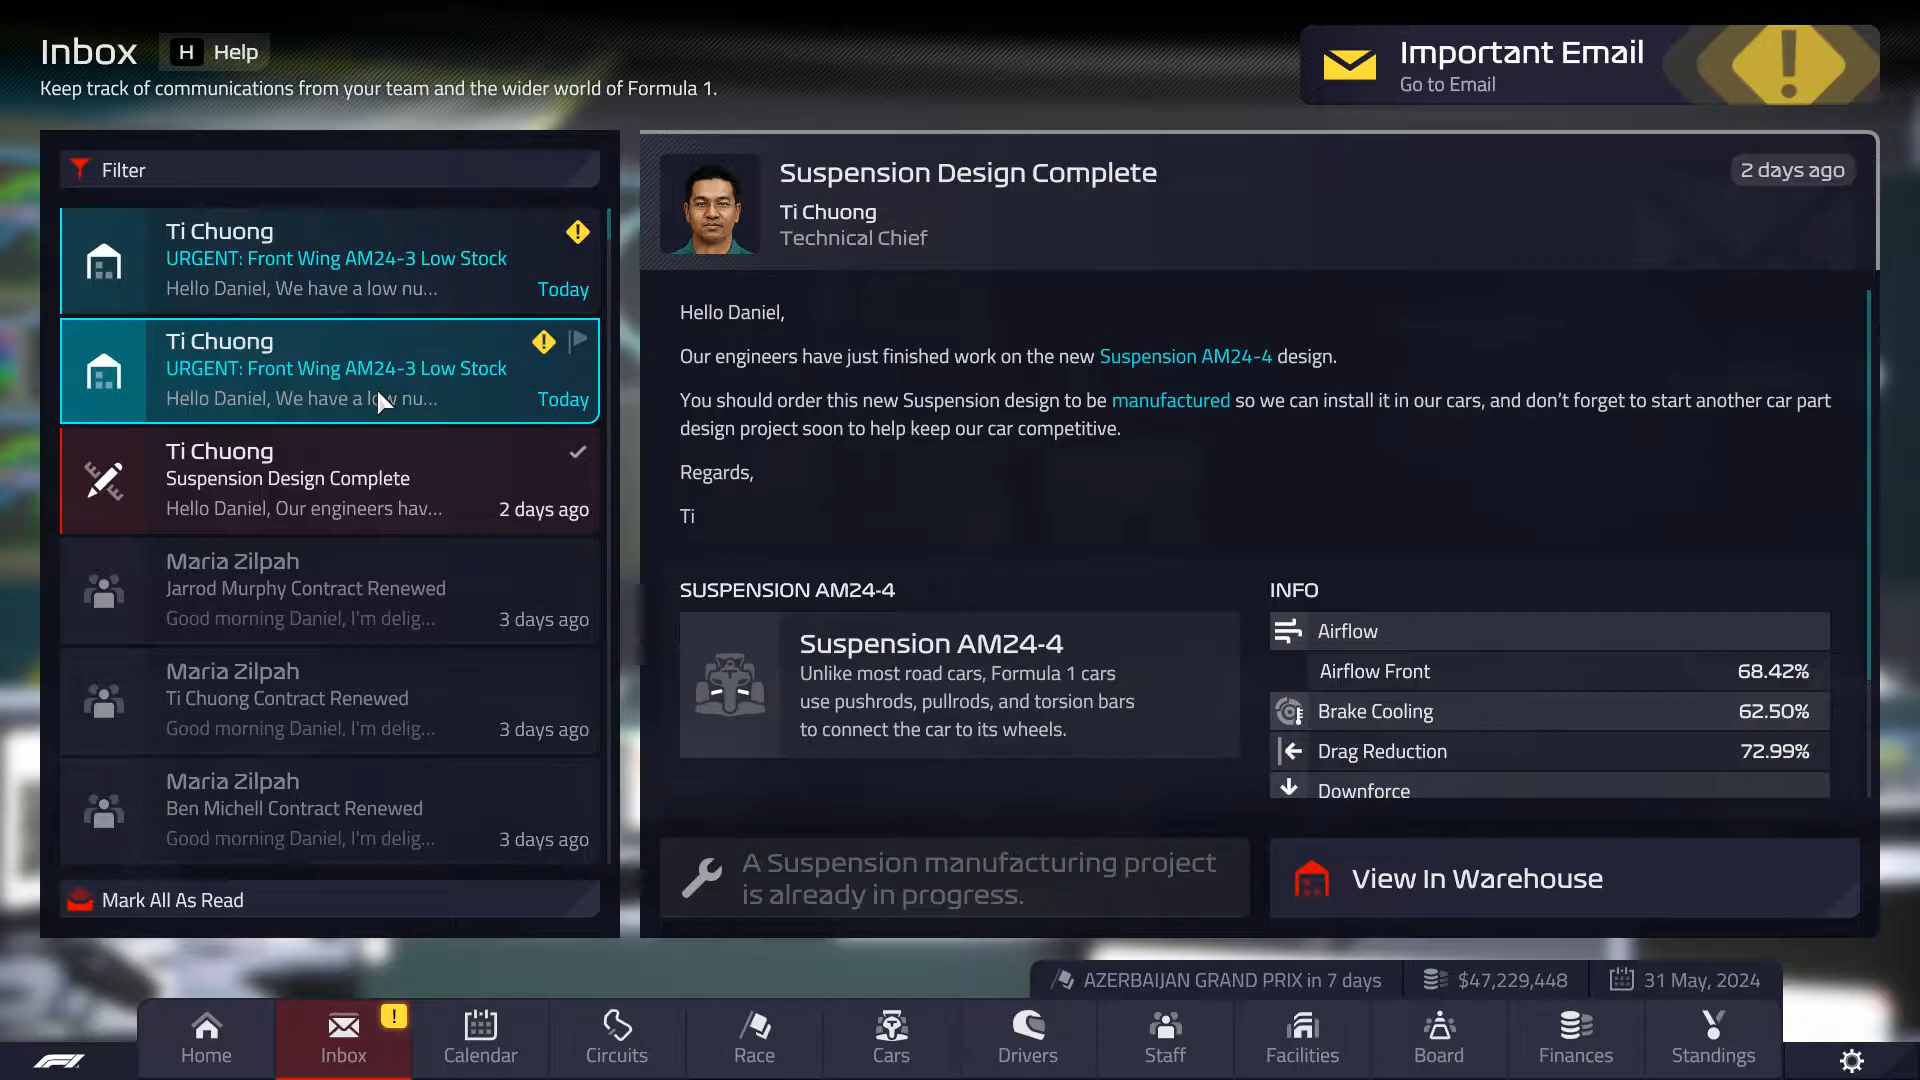 Inbox
H Help
Keep track of communications from your team and the wider world of Formula 1.
Important Email
Go to Email
Filter
Ti Chuong
URGENT: Front Wing AM24-3 Low Stock
Hello Daniel, We have a low nu...
Today
Ti Chuong
URGENT: Front Wing AM24-3 Low Stock
Hello Daniel, We have a low nu...
Today
Ti Chuong
Suspension Design Complete
Hello Daniel, Our engineers hav...
2 days ago
Maria Zilpah
Jarrod Murphy Contract Renewed
Good morning Daniel, I'm delig...
3 days ago
Maria Zilpah
Ti Chuong Contract Renewed
Good morning Daniel, I'm delig...
3 days ago
Maria Zilpah
Ben Michell Contract Renewed
Good morning Daniel, I'm delig...
3 days ago
Mark All As Read
Suspension Design Complete
2 days ago
Ti Chuong
Technical Chief
Hello Daniel,
Our engineers have just finished work on the new Suspension AM24-4 design.
You should order this new Suspension design to be manufactured so we can install it in our cars, and don't forget to start another car part
design project soon to help keep our car competitive.
Regards,
Ti
SUSPENSION AM24-4
Suspension AM24-4
Unlike most road cars, Formula 1 cars
use pushrods, pullrods, and torsion bars
to connect the car to its wheels.
INFO
Airflow
Airflow Front 68.42%
Brake Cooling 62.50%
Drag Reduction 72.99%
Downforce
A Suspension manufacturing project
is already in progress.
View In Warehouse
AZERBAIJAN GRAND PRIX in 7 days
$47,229,448
31 May, 2024
Home
Inbox
Calendar
Circuits
Race
Cars
Drivers
Staff
Facilities
Board
Finances
Standings